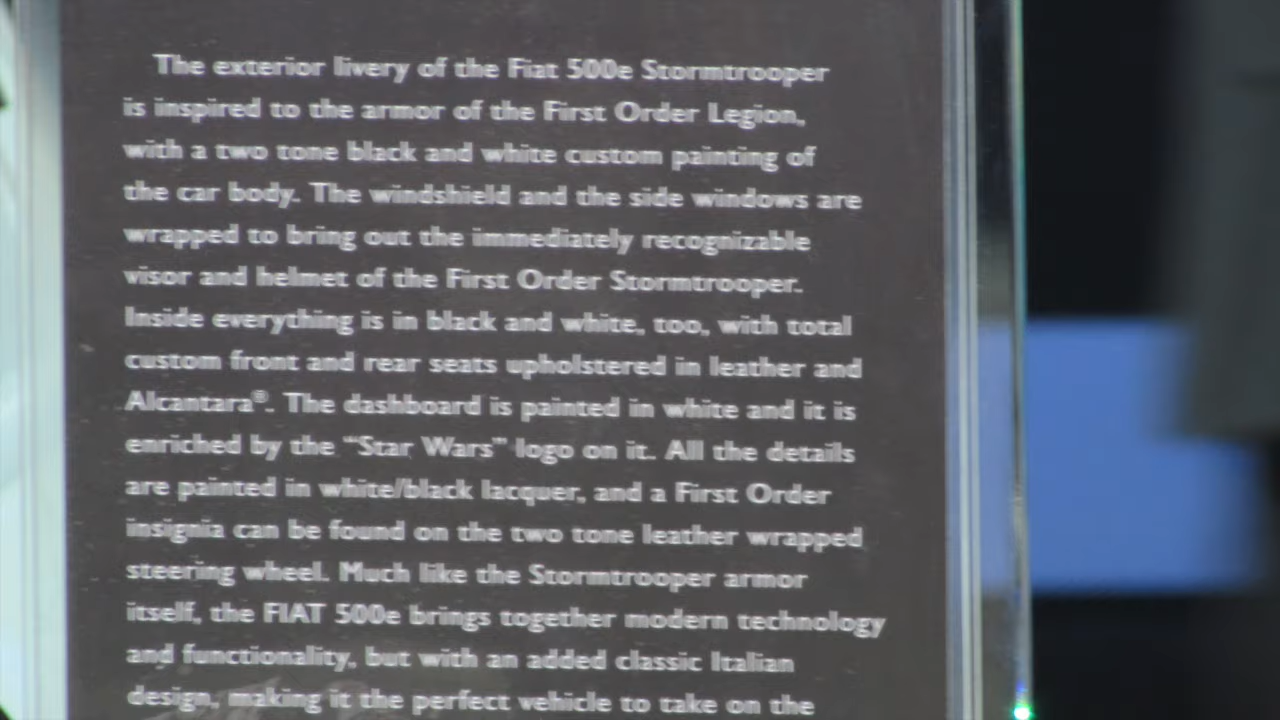 The exterior livery of the Fiat 500e Stormtrooper
is inspired to the armor of the First Order Legion,
with a two tone black and white custom painting of
the car body. The windshield and the side windows are
wrapped to bring out the immediately recognizable
visor and helmet of the First Order Stormtrooper.
Inside everything is in black and white, too, with total
custom front and rear seats upholstered in leather and
Alcantara®. The dashboard is painted in white and it is
enriched by the “Star Wars” logo on it. All the details
are painted in white/black lacquer, and a First Order
insignia can be found on the two tone leather wrapped
steering wheel. Much like the Stormtrooper armor
itself, the FIAT 500e brings together modern technology
and functionality, but with an added classic Italian
design, making it the perfect vehicle to take on the